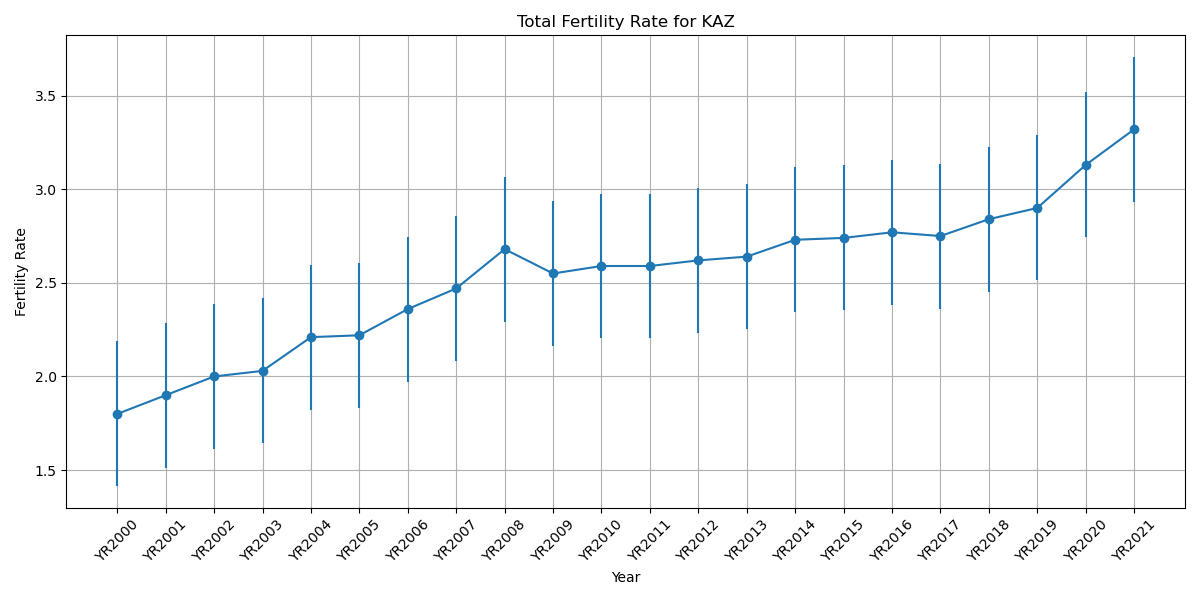 Total Fertility Rate for KAZ
Fertility Rate
3.5
3.0
2.5
2.0
1.5
YR2000
YR2001
YR2002
YR2003
YR2004
YR2005
YR2006
YR2007
YR2008
YR2009
YR2010
YR2011
YR2012
YR2013
YR2014
YR2015
YR2016
YR2017
YR2018
YR2019
YR2020
YR2021
Year